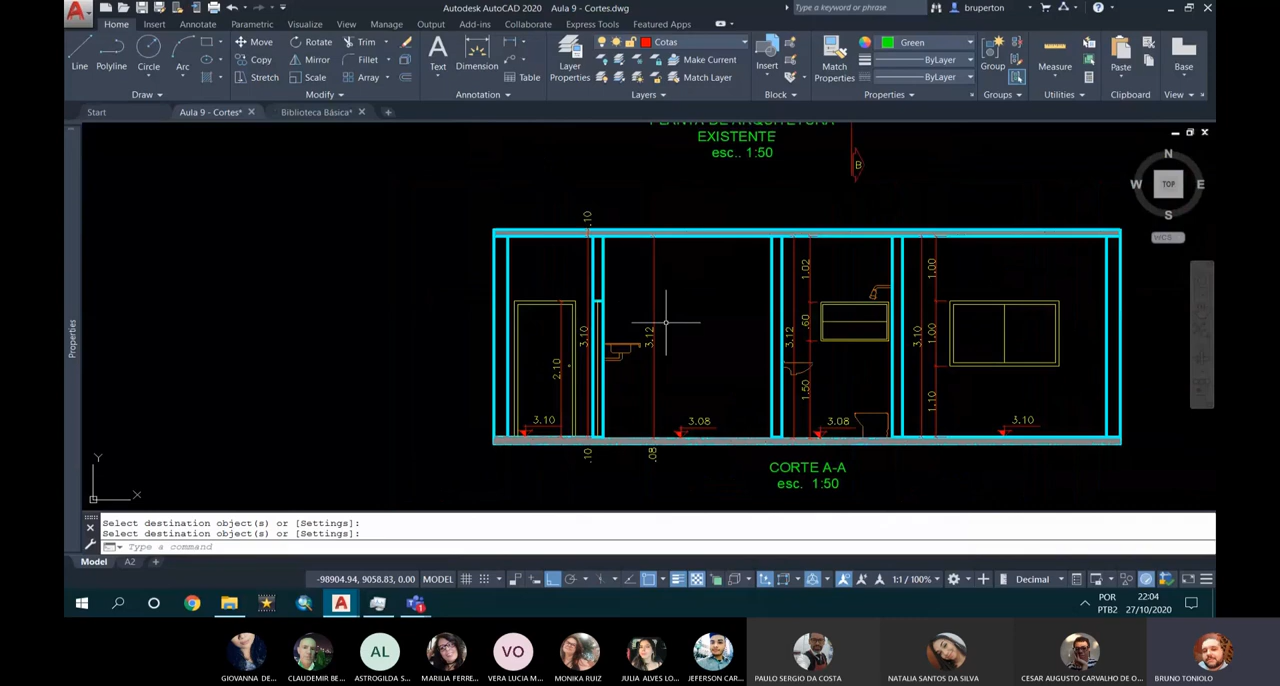 Autodesk AutoCAD 2020 Aula 9 - Cortes.dwg
Type a keyword or phrase
bruperton
Home Insert Annotate Parametric View Manage Output Add-ins Collaborate Express Tools Featured Apps
Visualize
Line Polyline Circle Arc
Move Rotate Trim
Copy Mirror Fillet
Stretch Scale Array
Text Dimension
Table
Layer Properties
Cotas
Make Current
Match Layer
Insert
Match Properties
Green
ByLayer
ByLayer
Group
Measure
Paste
Base
Draw Modify Annotation Layers Block Properties Groups Utilities Clipboard View
Start Aula 9 - Cortes* Biblioteca Básica*
PLANTA DE ARQUITETURA
EXISTENTE
esc.. 1:50
B
N
W TOP E
S
WCS
Properties
.10
1.02
1.00
.60
3.10
3.12
3.12
3.10
1.00
2.10
1.50
1.10
3.10
3.08
3.08
3.10
.10
.08
CORTE A-A
esc. 1:50
Y
X
Select destination object(s) or [Settings]:
Select destination object(s) or [Settings]:
Type a command
Model A2
-98904.94, 9058.83, 0.00 MODEL 1:1 / 100% Decimal
POR
PTB2
22:04
27/10/2020
AL
VO
GIOVANNA DE...
CLAUDEMIR BE...
ASTROGILDA S...
MARILIA FERRE...
VERA LUCIA M...
MONIKA RUIZ
JULIA ALVES LO...
JEFERSON CAR...
PAULO SERGIO DA COSTA
NATALIA SANTOS DA SILVA
CESAR AUGUSTO CARVALHO DE O...
BRUNO TONIOLO